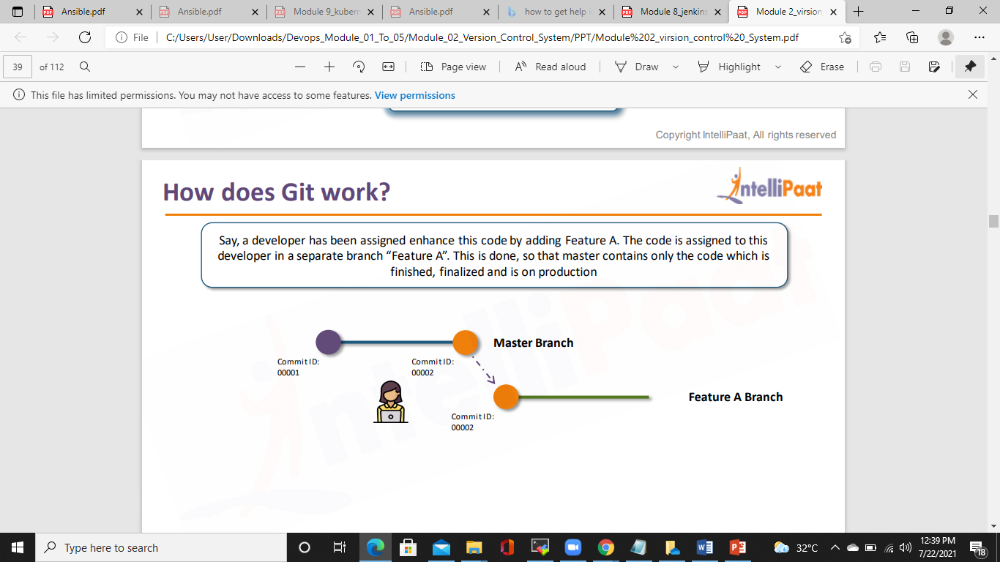 Ansible.pdf
Ansible.pdf
Module 9_kubern
Ansible.pdf
how to get help i
Module 8_jenkins
Module 2_virsion_
File
C:/Users/User/Downloads/Devops_Module_01_To_05/Module_02_Version_Control_System/PPT/Module%202_virsion_control%20_System.pdf
39
of 112
Page view
Read aloud
Draw
Highlight
Erase
This file has limited permissions. You may not have access to some features. View permissions
Copyright IntelliPaat, All rights reserved
How does Git work?
IntelliPaat
Say, a developer has been assigned enhance this code by adding Feature A. The code is assigned to this
developer in a separate branch “Feature A”. This is done, so that master contains only the code which is
finished, finalized and is on production
Master Branch
Commit ID:
00001
Commit ID:
00002
Feature A Branch
Commit ID:
00002
Type here to search
32°C
12:39 PM
7/22/2021
18